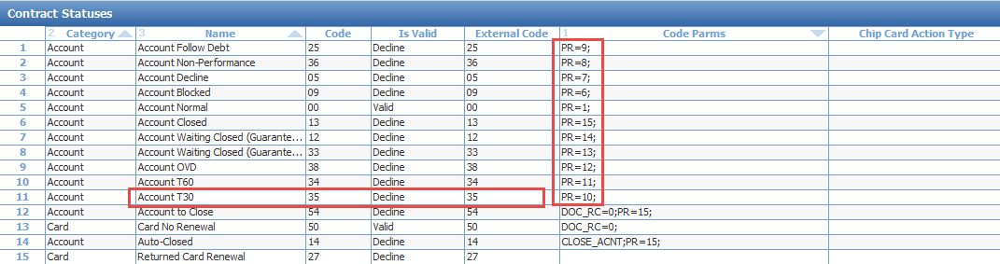 Contract Statuses
2 Category 3 Name Code Is Valid External Code 1 Code Parms Chip Card Action Type
1 Account Account Follow Debt 25 Decline 25 PR=9;
2 Account Account Non-Performance 36 Decline 36 PR=8;
3 Account Account Decline 05 Decline 05 PR=7;
4 Account Account Blocked 09 Decline 09 PR=6;
5 Account Account Normal 00 Valid 00 PR=1;
6 Account Account Closed 13 Decline 13 PR=15;
7 Account Account Waiting Closed (Guarante... 12 Decline 12 PR=14;
8 Account Account Waiting Closed (Guarante... 33 Decline 33 PR=13;
9 Account Account OVD 38 Decline 38 PR=12;
10 Account Account T60 34 Decline 34 PR=11;
11 Account Account T30 35 Decline 35 PR=10;
12 Account Account to Close 54 Decline 54 DOC_RC=0;PR=15;
13 Card Card No Renewal 50 Valid 50 DOC_RC=0;
14 Account Auto-Closed 14 Decline 14 CLOSE_ACNT;PR=15;
15 Card Returned Card Renewal 27 Decline 27